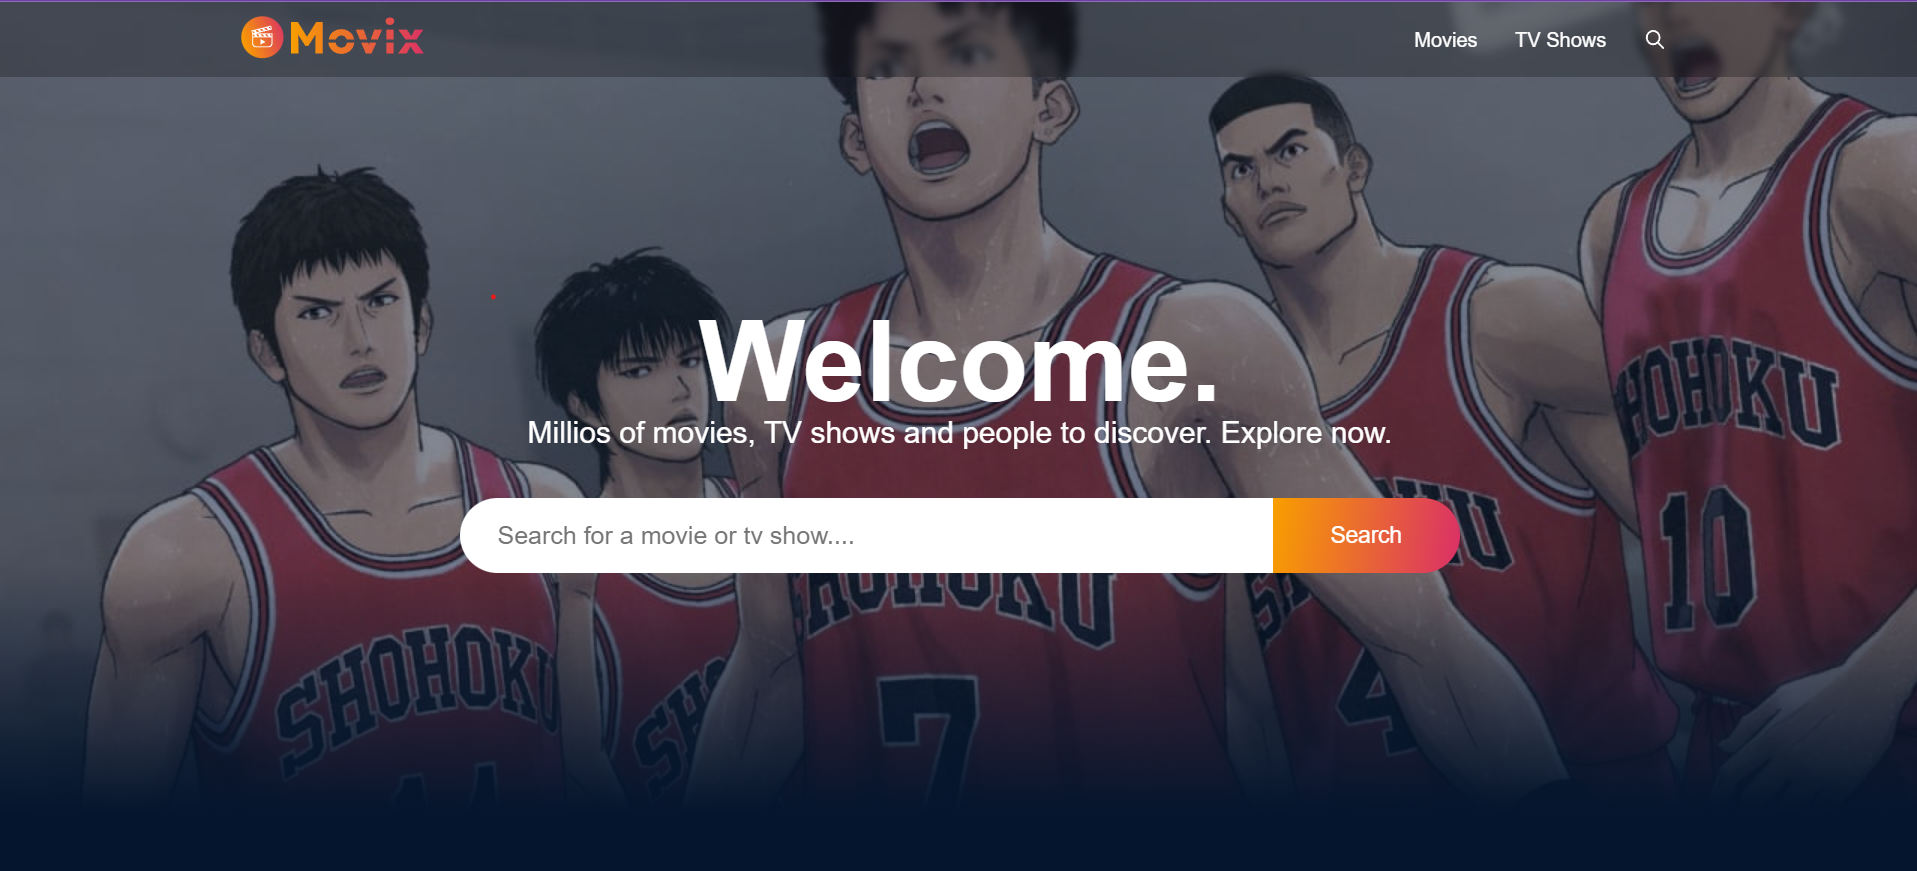 Movix
Movies
TV Shows
Welcome.
Millios of movies, TV shows and people to discover. Explore now.
Search for a movie or tv show....
Search
SHOHOKU
10
SHOHOKU
SHOHOKU
7
4